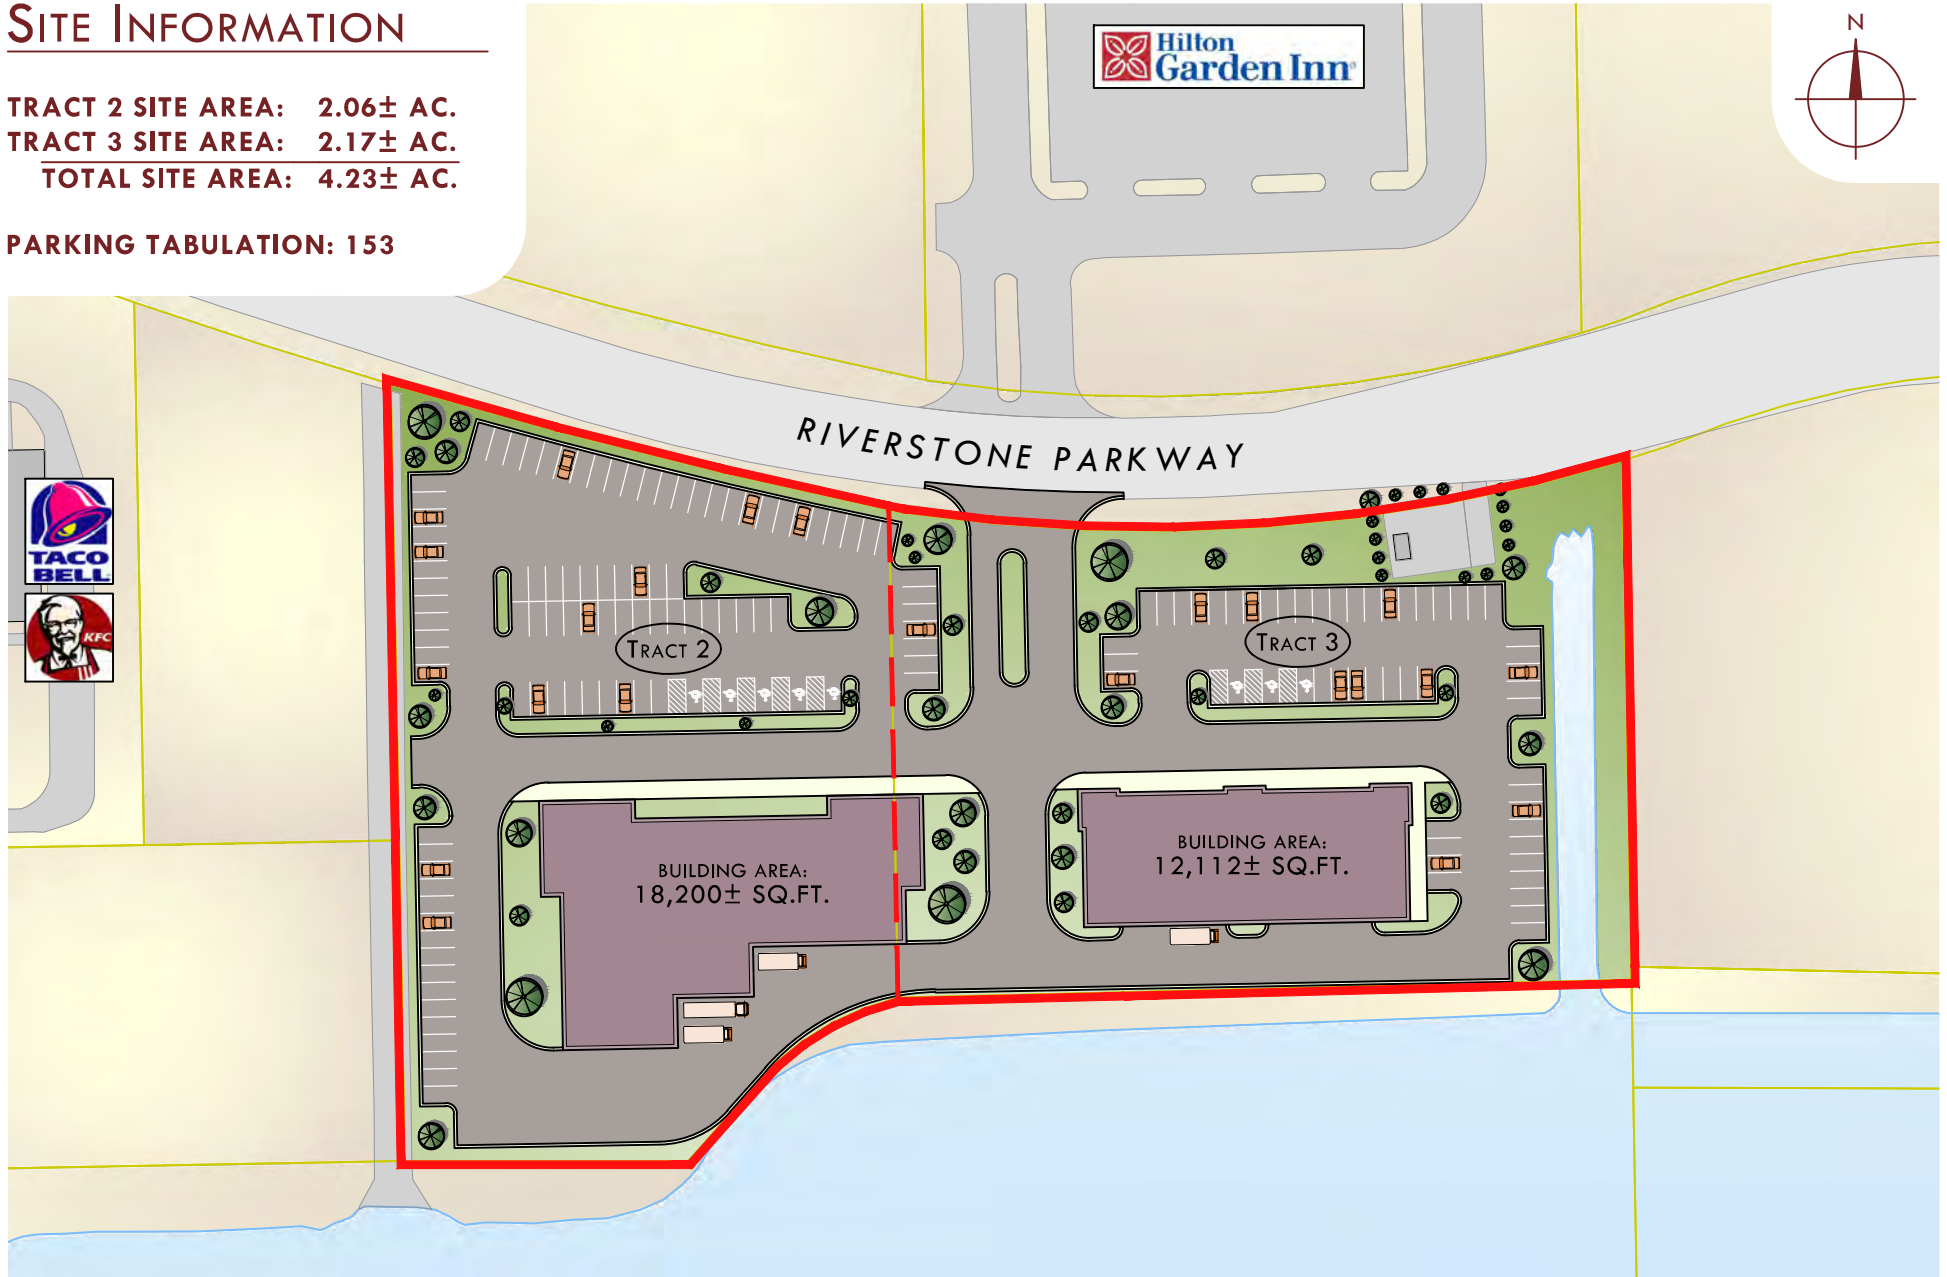 SITE INFORMATION
TRACT 2 SITE AREA: 2.06± AC.
TRACT 3 SITE AREA: 2.17± AC.
TOTAL SITE AREA: 4.23± AC.
PARKING TABULATION: 153
Hilton
Garden Inn
N
RIVERSTONE PARKWAY
TACO
BELL
KFC
TRACT 2
TRACT 3
BUILDING AREA:
18,200± SQ.FT.
BUILDING AREA:
12,112± SQ.FT.